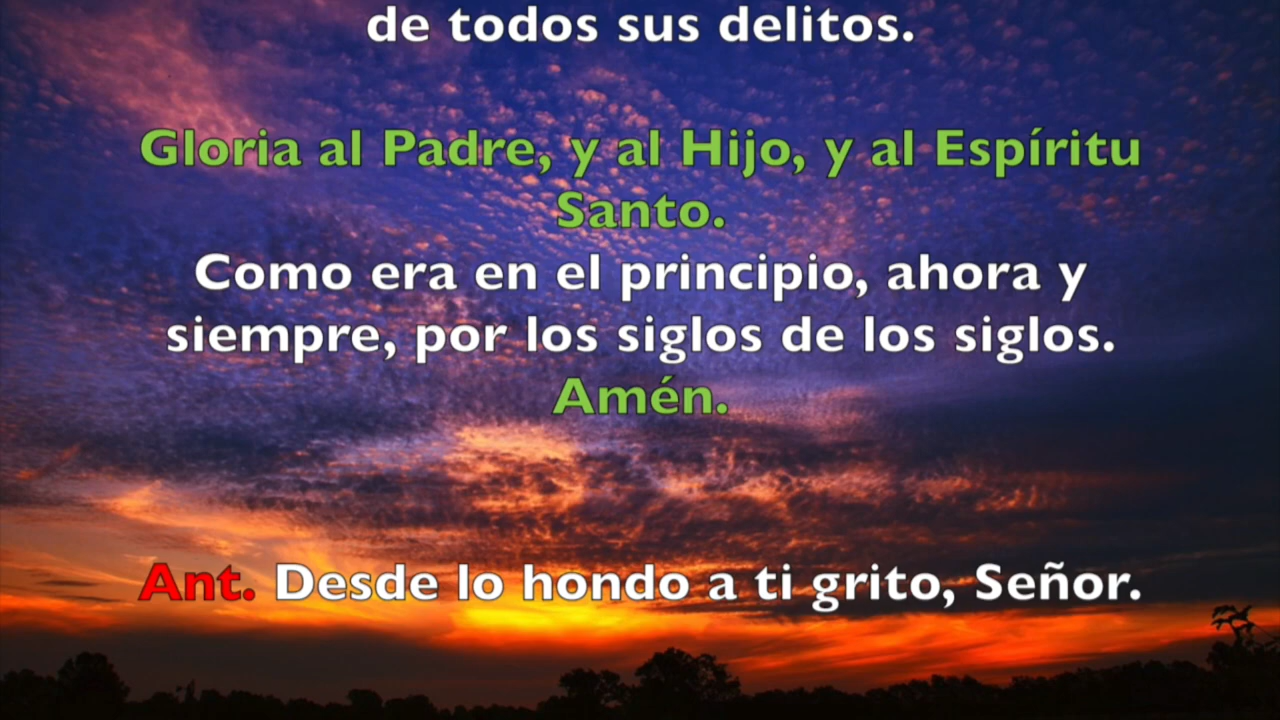 de todos sus delitos.
Gloria al Padre, y al Hijo, y al Espíritu
Santo.
Como era en el principio, ahora y
siempre, por los siglos de los siglos.
Amén.
Ant. Desde lo hondo a ti grito, Señor.